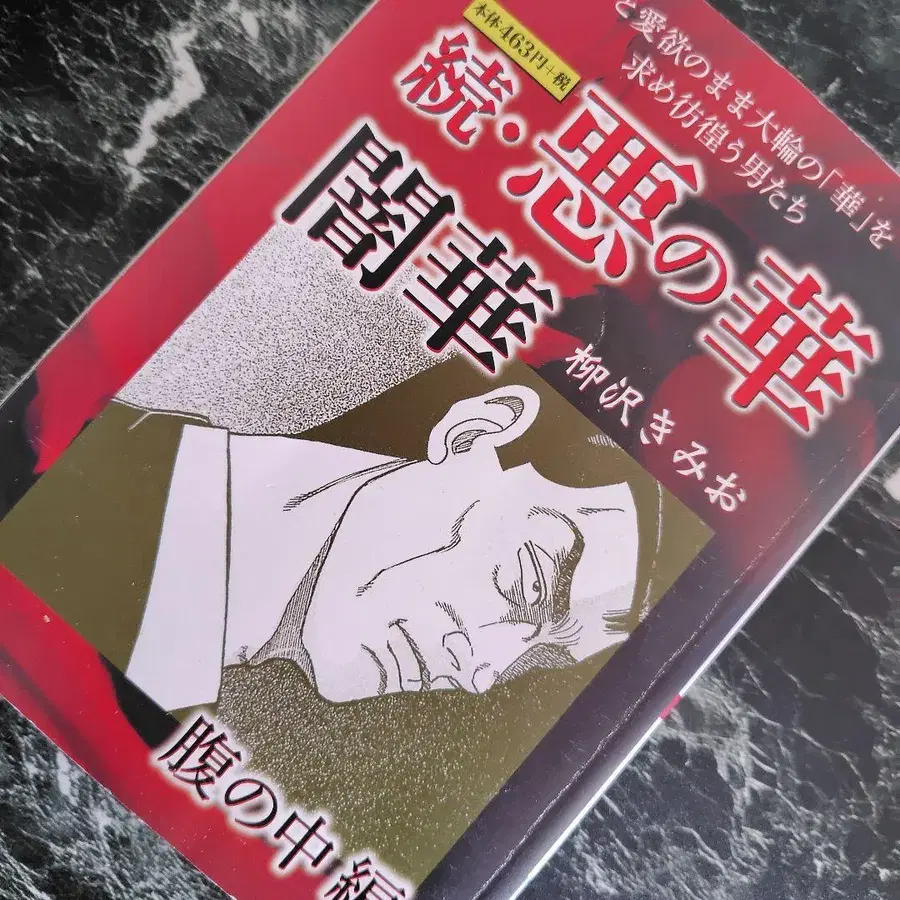 と愛欲のまま大輪の「華」を
求め彷徨う男たち
本体463円+税
続・悪の華
闇華
柳沢きみお
腹の中編